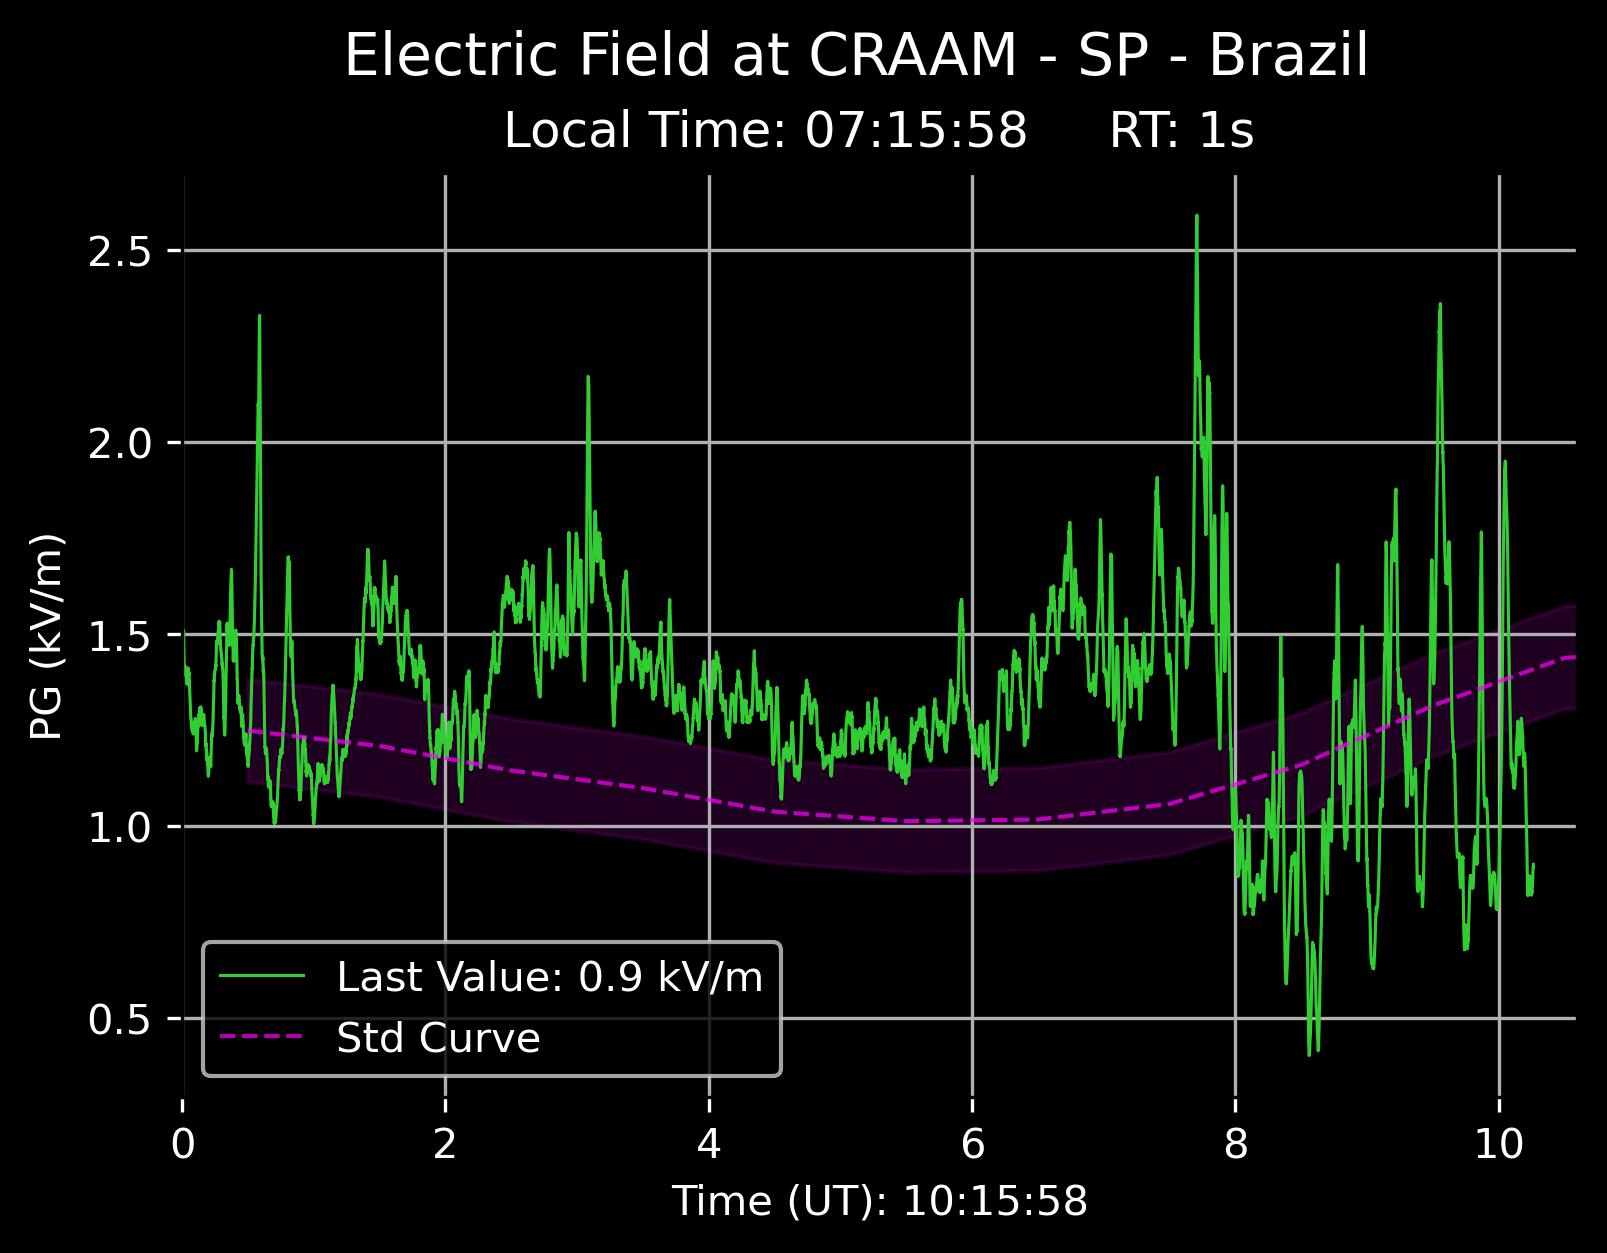 Electric Field at CRAAM - SP - Brazil
Local Time: 07:15:58 RT: 1s
2.5
2.0
1.5
1.0
0.5
PG (kV/m)
Last Value: 0.9 kV/m
Std Curve
0 2 4 6 8 10
Time (UT): 10:15:58